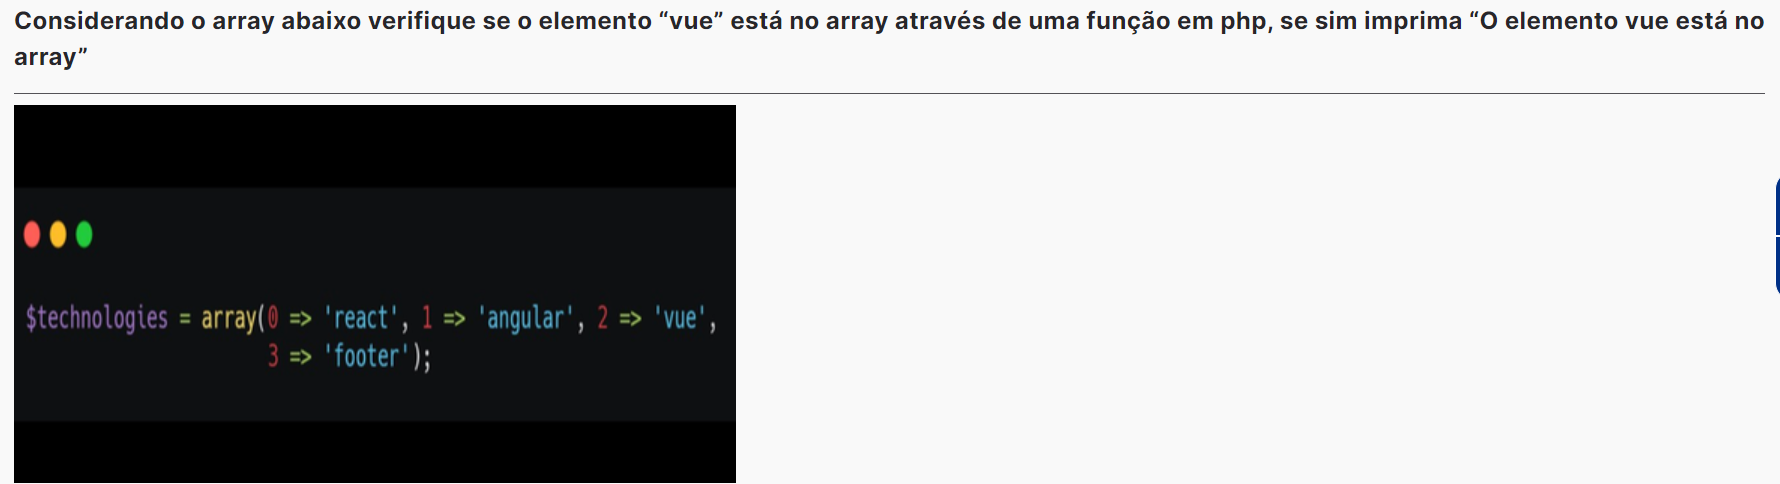 Considerando o array abaixo verifique se o elemento “vue” está no array através de uma função em php, se sim imprima “O elemento vue está no
array”
$technologies = array(0 => 'react', 1 => 'angular', 2 => 'vue',
3 => 'footer');